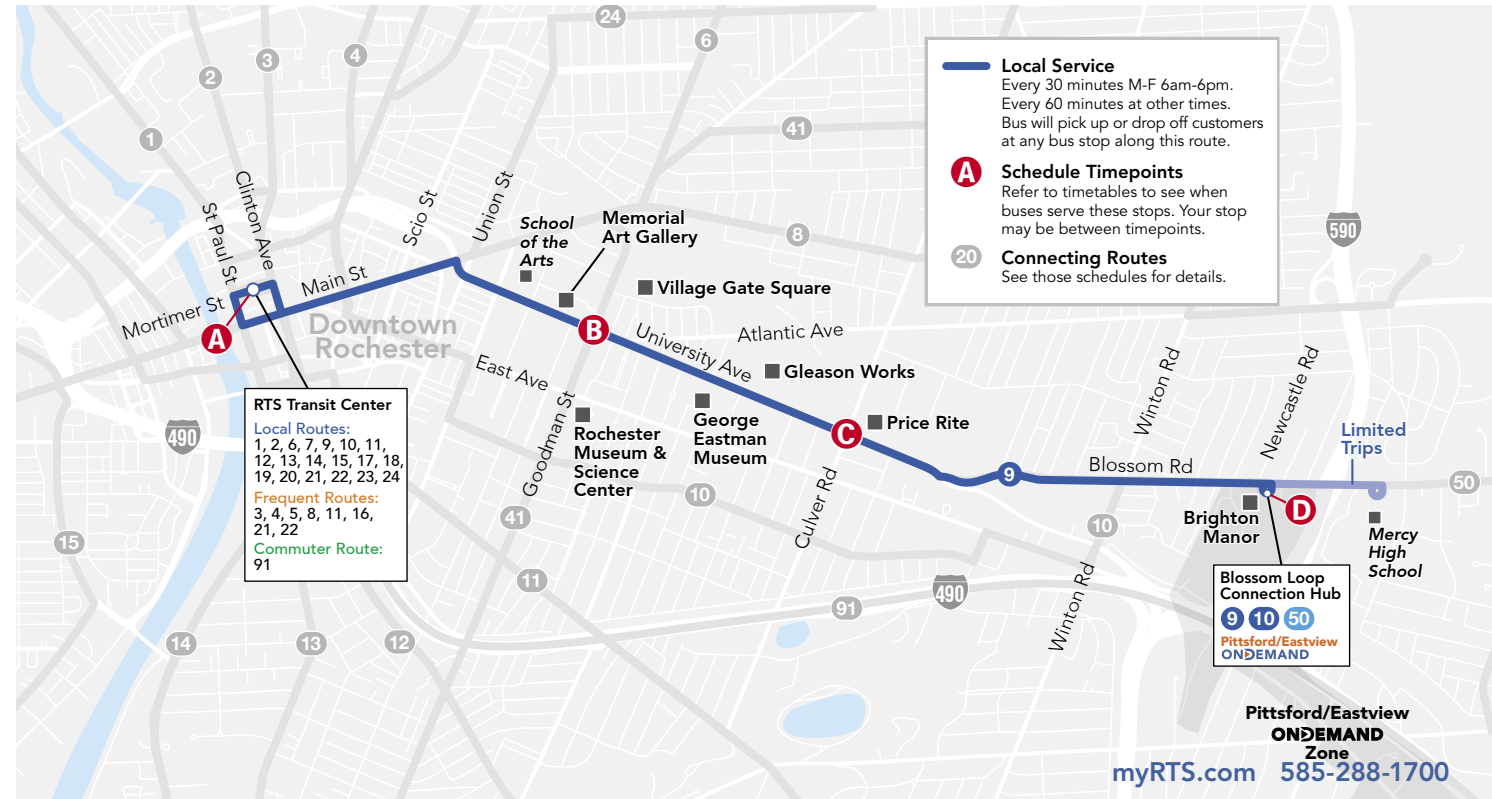 24
6
4
3
2
1
41
8
Clinton Ave
St Paul St
Scio St
Union St
School
of the
Arts
Memorial
Art Gallery
Village Gate Square
Main St
Mortimer St
A
Downtown
Rochester
B
University Ave
Atlantic Ave
East Ave
Gleason Works
Goodman St
Rochester
Museum &
Science
Center
George
Eastman
Museum
C
Price Rite
Culver Rd
10
41
11
9
Blossom Rd
Winton Rd
Newcastle Rd
590
Limited
Trips
50
D
Brighton
Manor
Mercy
High
School
10
Winton Rd
490
91
490
15
14
13
12
Local Service
Every 30 minutes M-F 6am-6pm.
Every 60 minutes at other times.
Bus will pick up or drop off customers
at any bus stop along this route.
A
Schedule Timepoints
Refer to timetables to see when
buses serve these stops. Your stop
may be between timepoints.
20
Connecting Routes
See those schedules for details.
RTS Transit Center
Local Routes:
1, 2, 6, 7, 9, 10, 11,
12, 13, 14, 15, 17, 18,
19, 20, 21, 22, 23, 24
Frequent Routes:
3, 4, 5, 8, 11, 16,
21, 22
Commuter Route:
91
Blossom Loop
Connection Hub
9 10 50
Pittsford/Eastview
ONDEMAND
Pittsford/Eastview
ONDEMAND
Zone
myRTS.com 585-288-1700